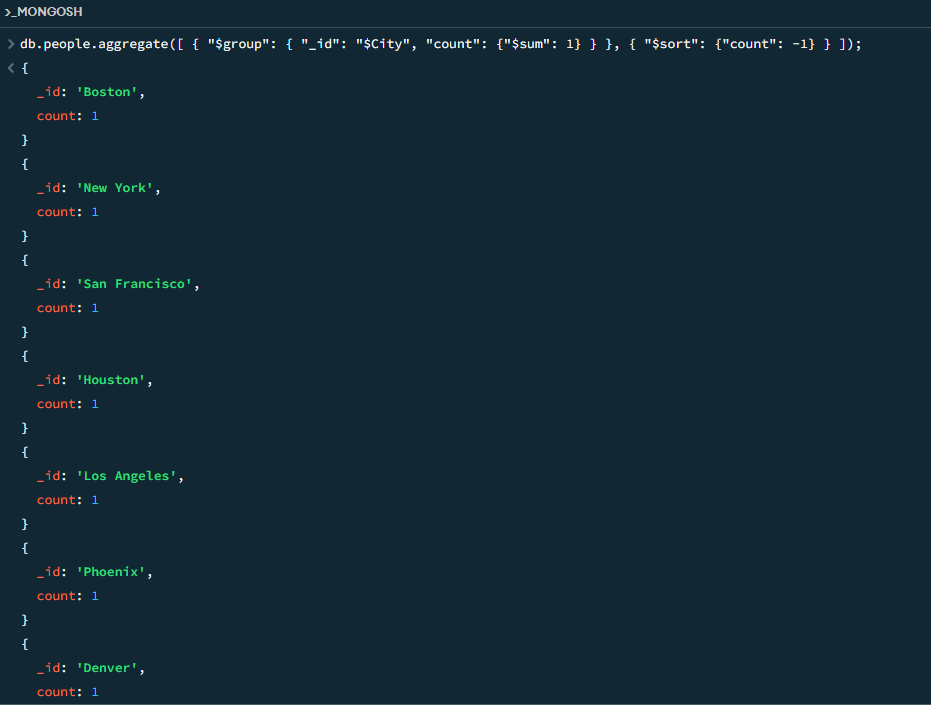 >_MONGOSH
> db.people.aggregate([ { "$group": { "_id": "$City", "count": {"$sum": 1} } }, { "$sort": {"count": -1} } ]);
< {
_id: 'Boston',
count: 1
}
{
_id: 'New York',
count: 1
}
{
_id: 'San Francisco',
count: 1
}
{
_id: 'Houston',
count: 1
}
{
_id: 'Los Angeles',
count: 1
}
{
_id: 'Phoenix',
count: 1
}
{
_id: 'Denver',
count: 1